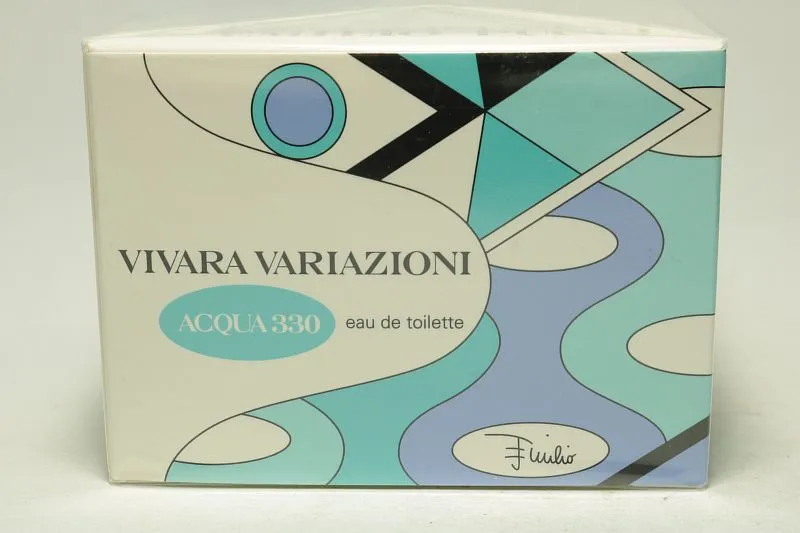 VIVARA VARIAZIONI
ACQUA 330 eau de toilette
Emilio